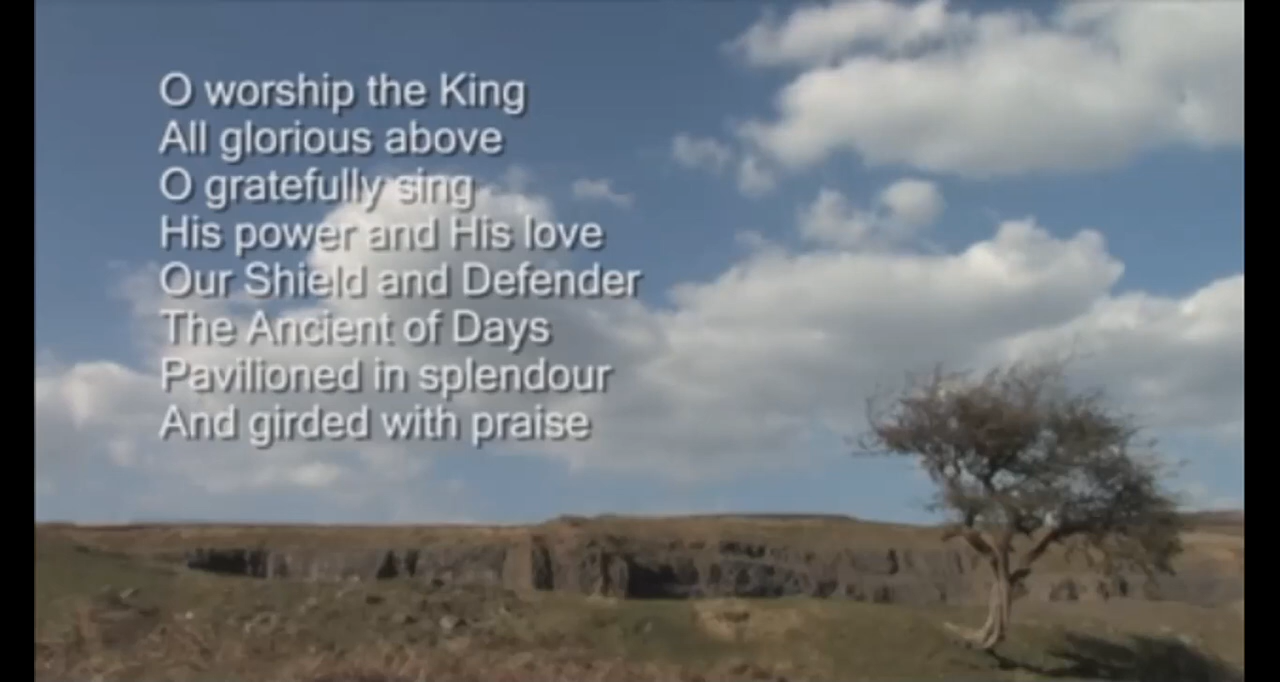 O worship the King
All glorious above
O gratefully sing
His power and His love
Our Shield and Defender
The Ancient of Days
Pavilioned in splendour
And girded with praise